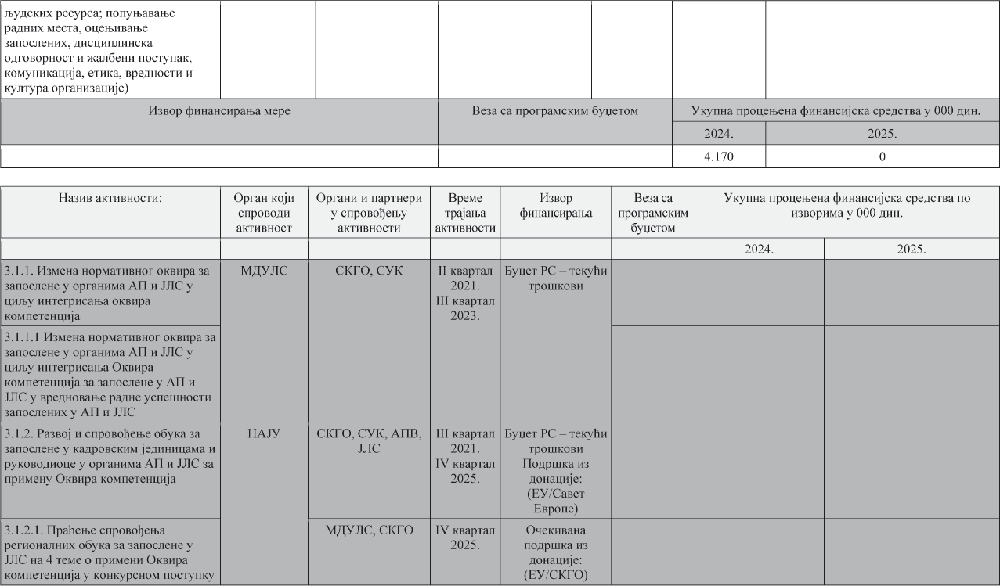 људских ресурса; попуњавање
радних места, оцењивање
запослених, дисциплинска
одговорност и жалбени поступак,
комуникација, етика, вредности и
култура организације)
Извор финансирања мере
Веза са програмским буџетом
Укупна процењена финансијска средства у 000 дин.
2024.
2025.
4.170
0
Назив активности:
Орган који
спроводи
активност
Органи и партнери
у спровођењу
активности
Време
трајања
активности
Извор
финансирања
Веза са
програмским
буџетом
Укупна процењена финансијска средства по
изворима у 000 дин.
2024.
2025.
3.1.1. Измена нормативног оквира за
запослене у органима АП и ЈЛС у
циљу интегрисања оквира
компетенција
МДУЛС
СКГО, СУК
II квартал
2021.
III квартал
2023.
Буџет РС – текући
трошкови
3.1.1.1 Измена нормативног оквира за
запослене у органима АП и ЈЛС у
циљу интегрисања Оквира
компетенција за запослене у АП и
ЈЛС у вредновање радне успешности
запослених у АП и ЈЛС
3.1.2. Развој и спровођење обука за
запослене у кадровским јединицама и
руководиоце у органима АП и ЈЛС за
примену Оквира компетенција
НАЈУ
СКГО, СУК, АПВ,
ЈЛС
III квартал
2021.
IV квартал
2025.
Буџет РС – текући
трошкови
Подршка из
донације:
(ЕУ/Савет
Европе)
3.1.2.1. Праћење спровођења
регионалних обука за запослене у
ЈЛС на 4 теме о примени Оквира
компетенција у конкурсном поступку
МДУЛС, СКГО
IV квартал
2025.
Очекивана
подршка из
донације:
(ЕУ/СКГО)